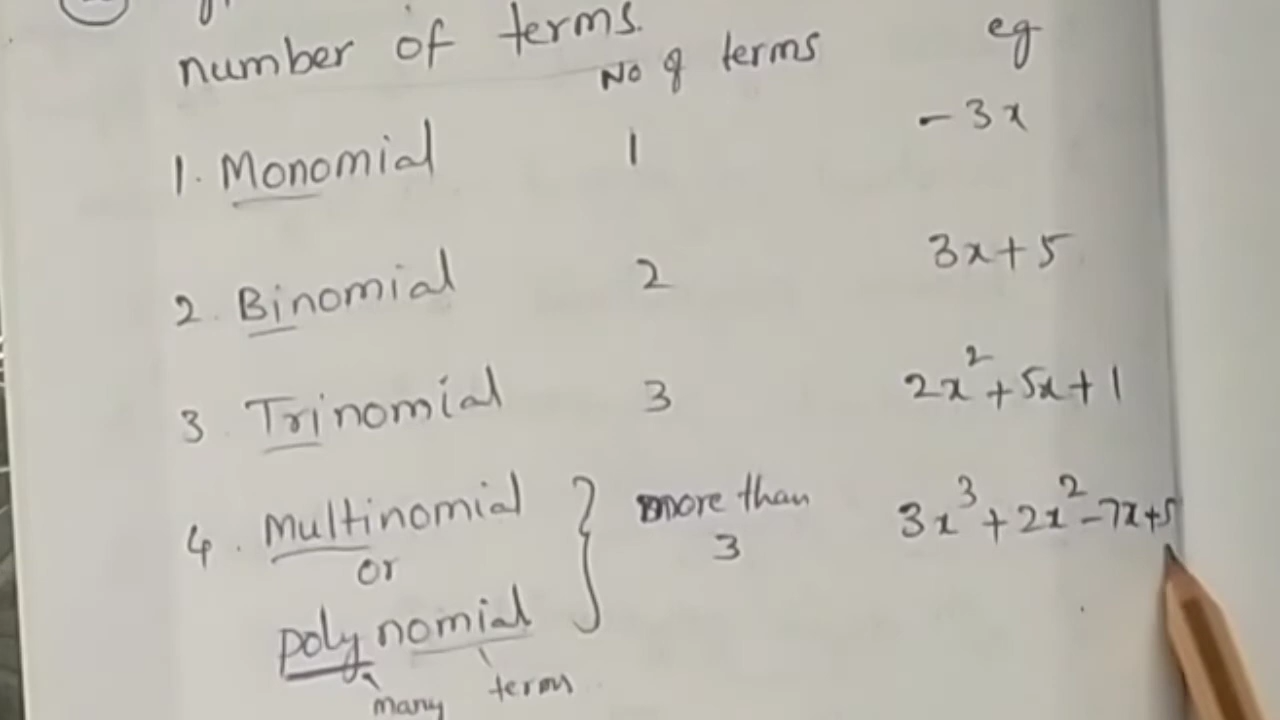 number of terms.
No of terms eg
1. Monomial 1 -3x
2. Binomial 2 3x+5
3. Trinomial 3 2x²+5x+1
4. Multinomial more than 3x³+2x²-7x+5
or 3
polynomial
many terms